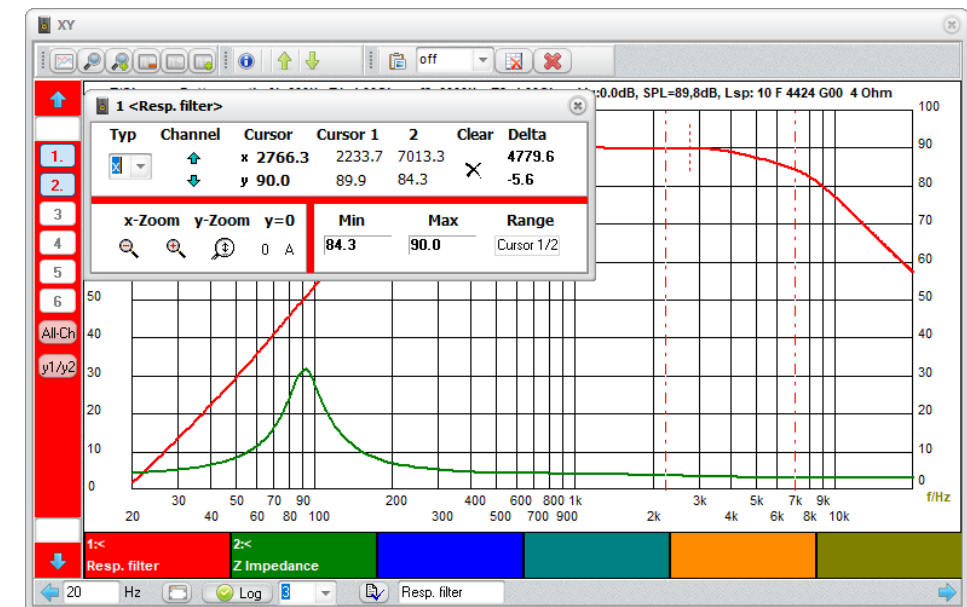 XY
off
:0.0dB, SPL=89,8dB, Lsp: 10 F 4424 G00 4 Ohm
1 <Resp. filter>
Typ Channel Cursor Cursor 1 2 Clear Delta
x x 2766.3 2233.7 7013.3 4779.6
y 90.0 89.9 84.3 -5.6
x-Zoom y-Zoom y=0 Min Max Range
0 A 84.3 90.0 Cursor 1/2
1.
2.
3
4
5
6
All-Ch
y1/y2
100
90
80
70
60
50 50
40 40
30 30
20 20
10 10
0 0
30 50 70 90 200 400 600 800 1k 3k 5k 7k 9k f/Hz
20 40 60 80 100 300 500 700 900 2k 4k 6k 8k 10k
1:< 2:<
Resp. filter Z Impedance
20 Hz Log 3 Resp. filter